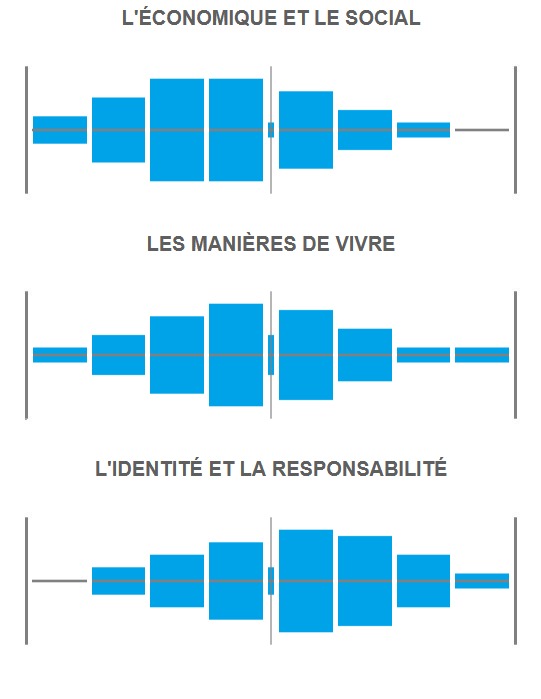 L'ÉCONOMIQUE ET LE SOCIAL
LES MANIÈRES DE VIVRE
L'IDENTITÉ ET LA RESPONSABILITÉ